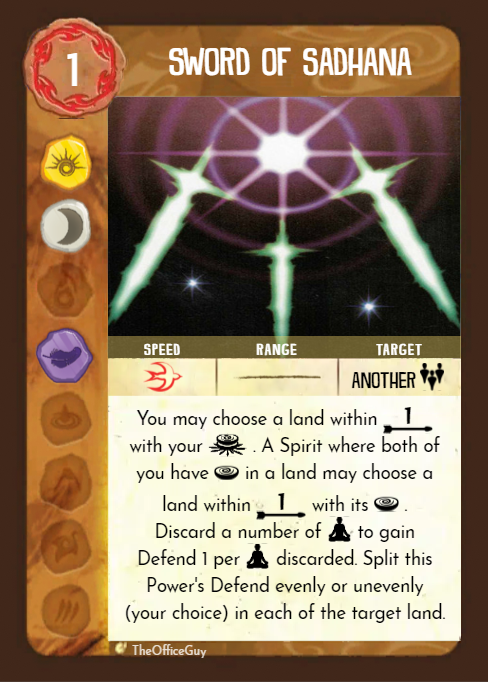 1
SWORD OF SADHANA
SPEED RANGE TARGET
ANOTHER
You may choose a land within 1
with your . A Spirit where both of
you have in a land may choose a
land within 1 with its .
Discard a number of to gain
Defend 1 per discarded. Split this
Power's Defend evenly or unevenly
(your choice) in each of the target land.
TheOfficeGuy